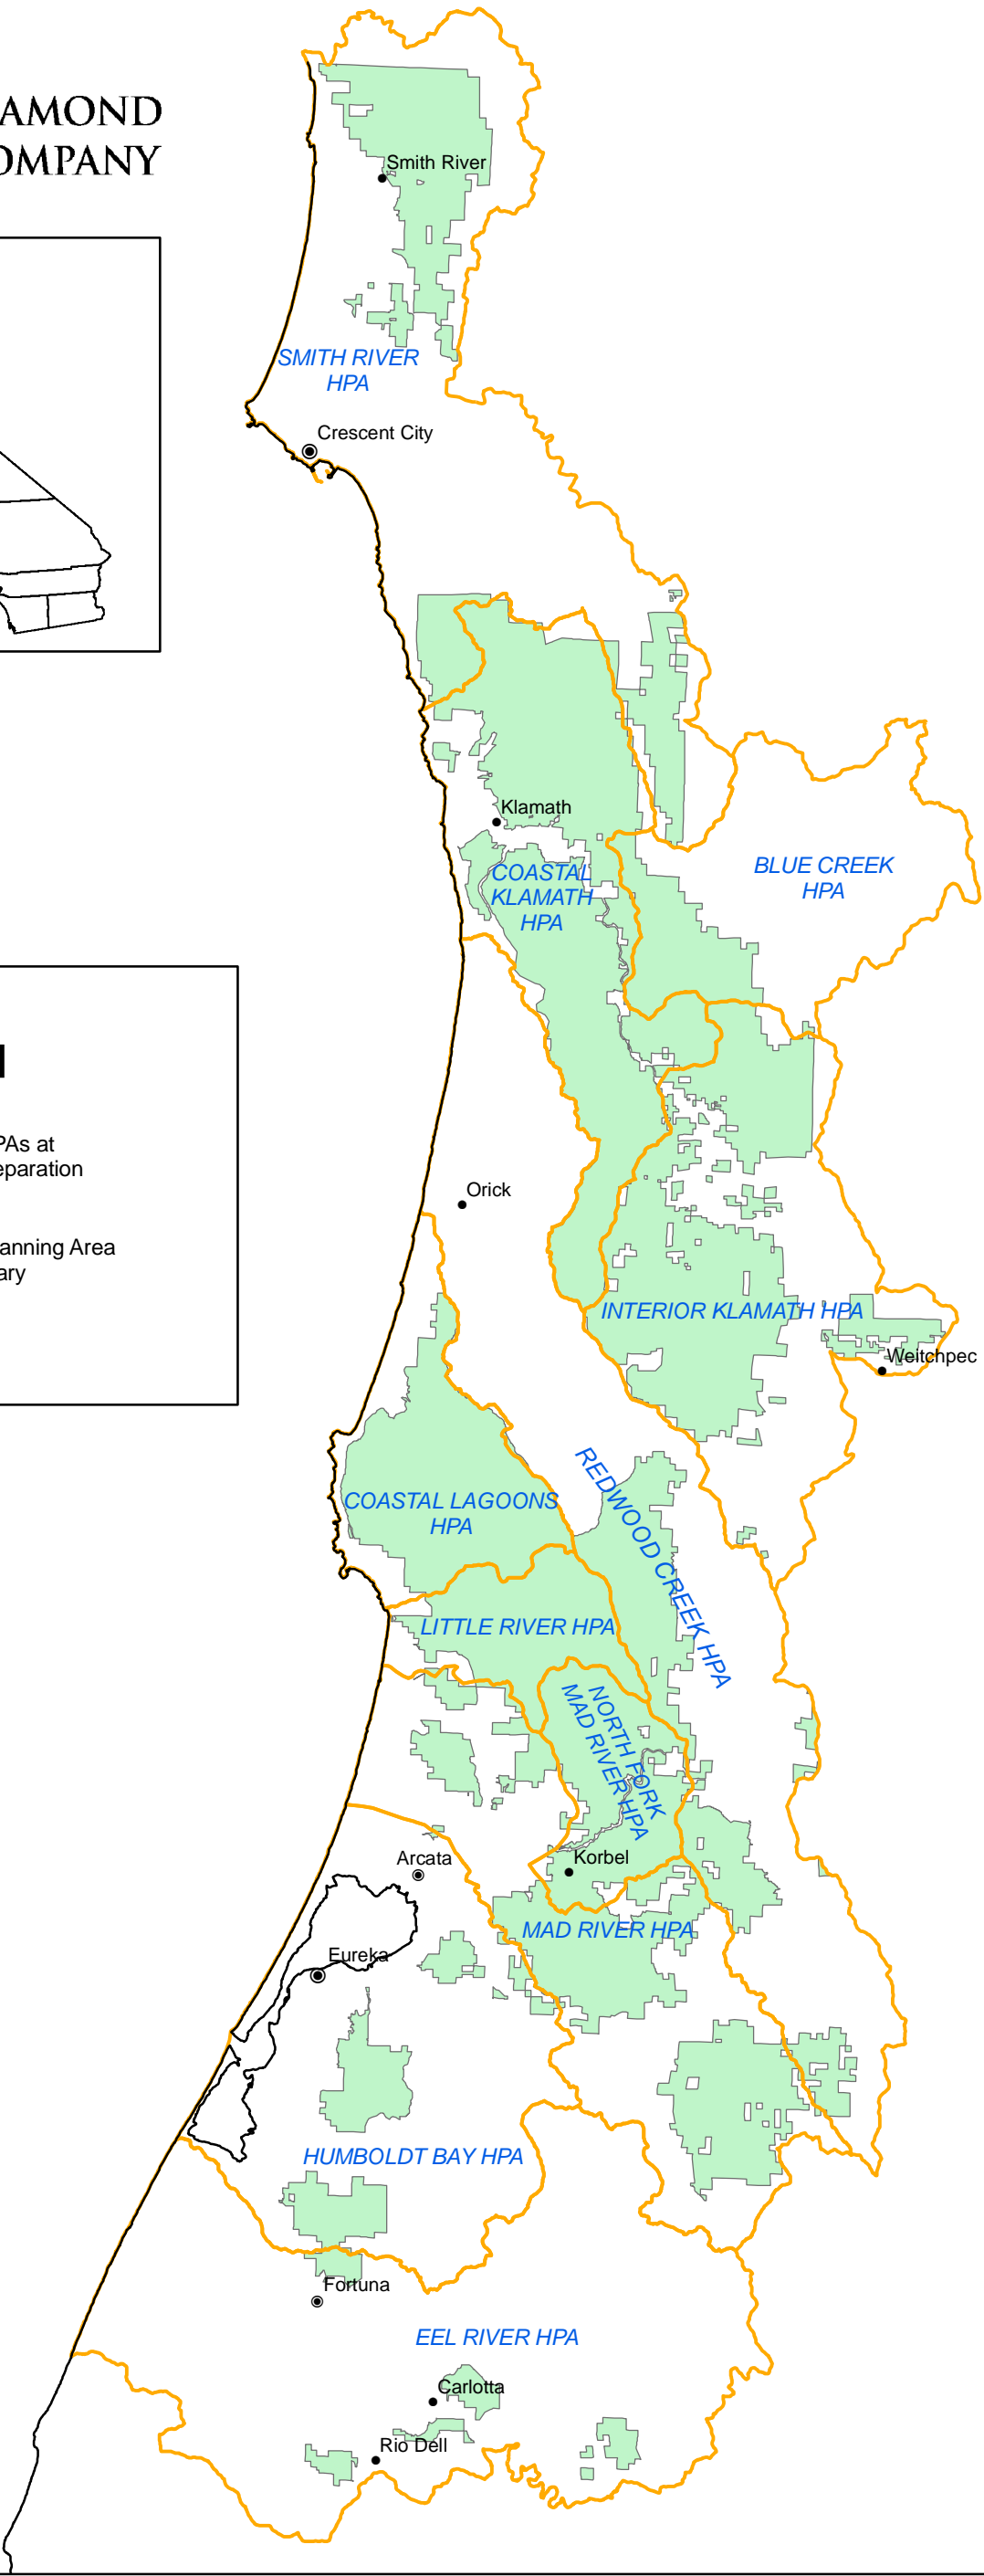 AMOND
OMPANY
Smith River
SMITH RIVER
HPA
Crescent City
Klamath
COASTAL
KLAMATH
HPA
BLUE CREEK
HPA
PAs at
eparation
anning Area
ary
Orick
INTERIOR KLAMATH HPA
Weitchpec
COASTAL LAGOONS
HPA
REDWOOD CREEK HPA
LITTLE RIVER HPA
NORTH FORK
MAD RIVER HPA
Arcata
Korbel
MAD RIVER HPA
Eureka
HUMBOLDT BAY HPA
Fortuna
EEL RIVER HPA
Carlotta
Rio Dell